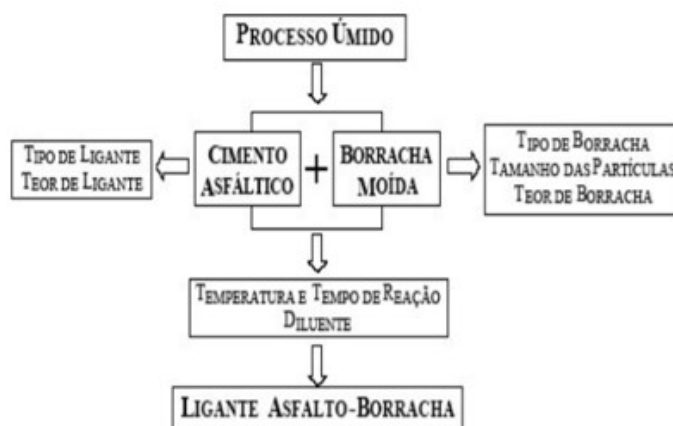 PROCESSO ÚMIDO
TIPO DE LIGANTE
TEOR DE LIGANTE
CIMENTO
ASFÁLTICO
+
BORRACHA
MOÍDA
TIPO DE BORRACHA
TAMANHO DAS PARTÍCULAS
TEOR DE BORRACHA
TEMPERATURA E TEMPO DE REAÇÃO
DILUENTE
LIGANTE ASFALTO-BORRACHA